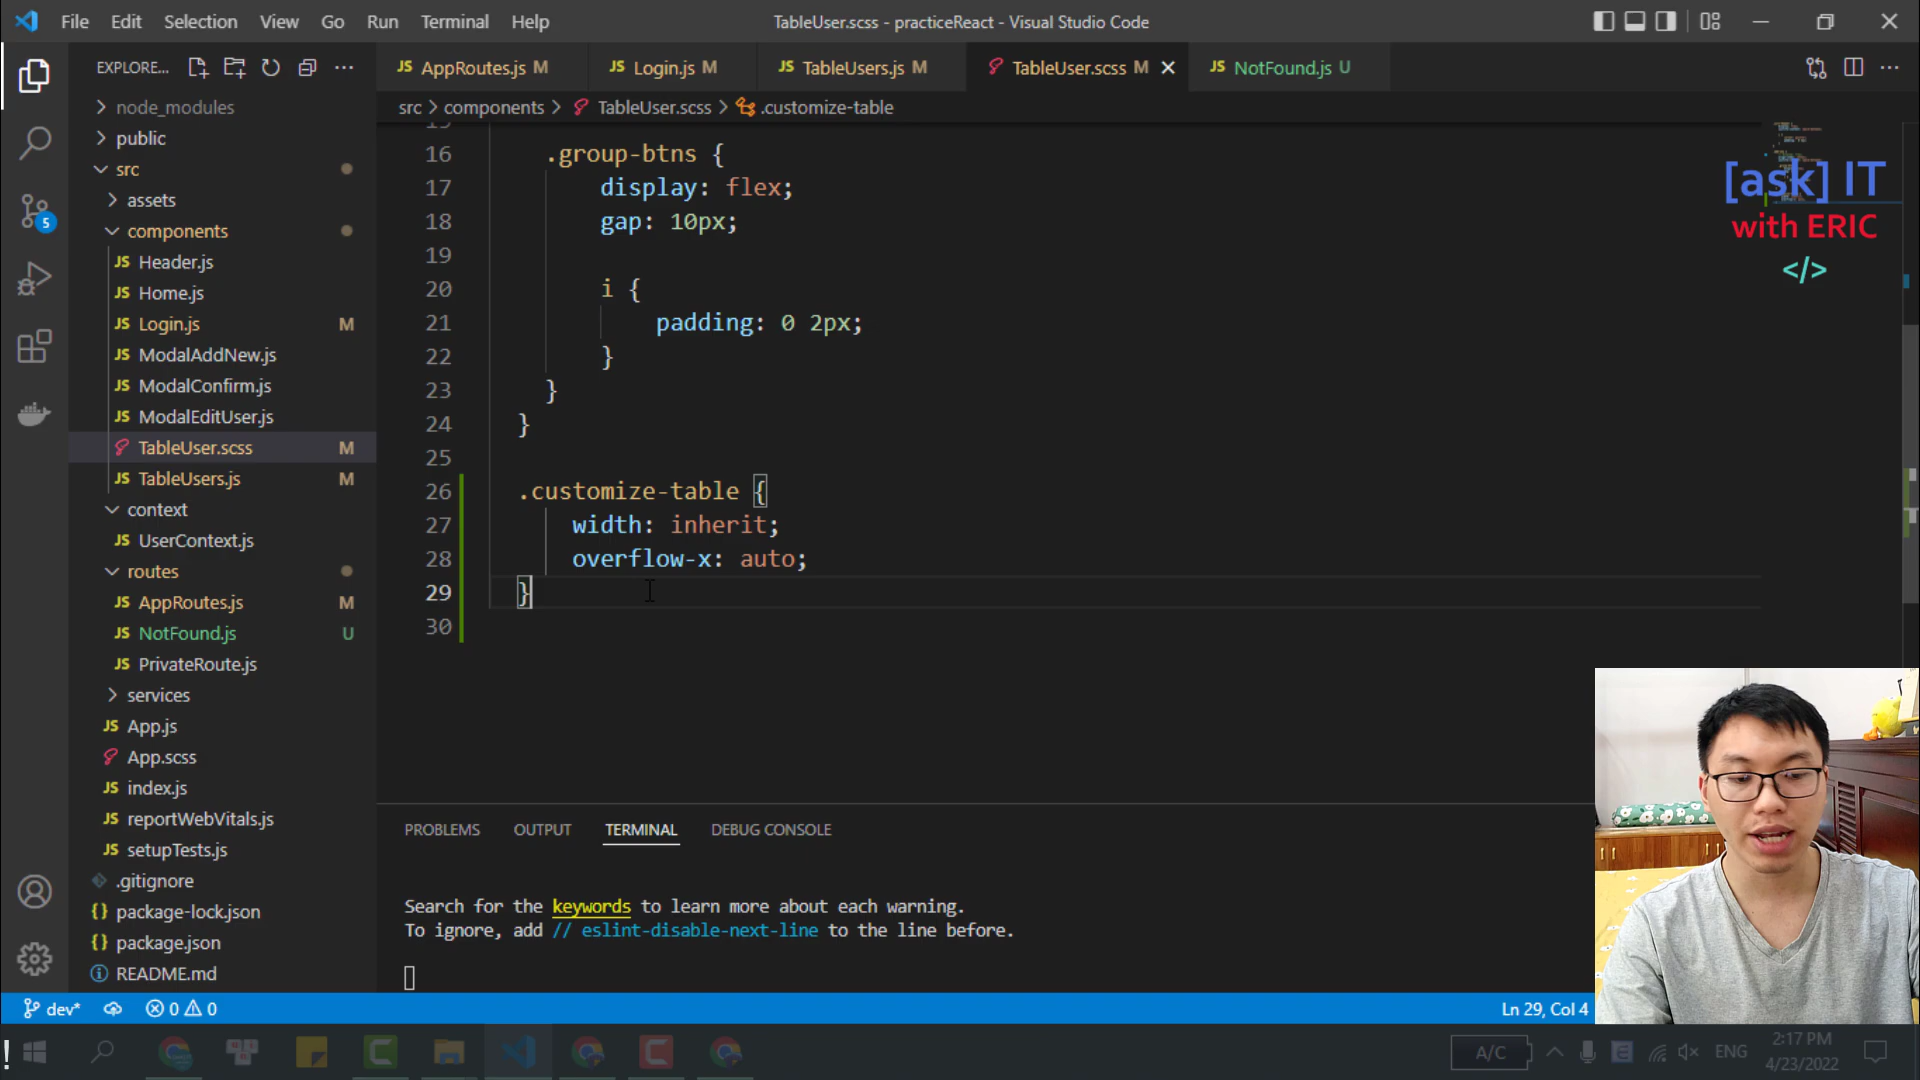 File Edit Selection View Go Run Terminal Help
TableUser.scss - practiceReact - Visual Studio Code
EXPLORE...
JS AppRoutes.js M
JS Login.js M
JS TableUsers.js M
TableUser.scss M
JS NotFound.js U
src > components > TableUser.scss > .customize-table
node_modules
public
src
assets
components
JS Header.js
JS Home.js
JS Login.js M
JS ModalAddNew.js
JS ModalConfirm.js
JS ModalEditUser.js
TableUser.scss M
JS TableUsers.js M
context
JS UserContext.js
routes
JS AppRoutes.js M
JS NotFound.js U
JS PrivateRoute.js
services
JS App.js
App.scss
JS index.js
JS reportWebVitals.js
JS setupTests.js
.gitignore
{} package-lock.json
{} package.json
README.md
5
16 .group-btns {
17 display: flex;
18 gap: 10px;
19
20 i {
21 padding: 0 2px;
22 }
23 }
24 }
25
26 .customize-table {
27 width: inherit;
28 overflow-x: auto;
29 }
30
[ask] IT
with ERIC
</>
PROBLEMS OUTPUT TERMINAL DEBUG CONSOLE
Search for the keywords to learn more about each warning.
To ignore, add // eslint-disable-next-line to the line before.
dev* 0 0
Ln 29, Col 4
! A/C ENG
2:17 PM
4/23/2022